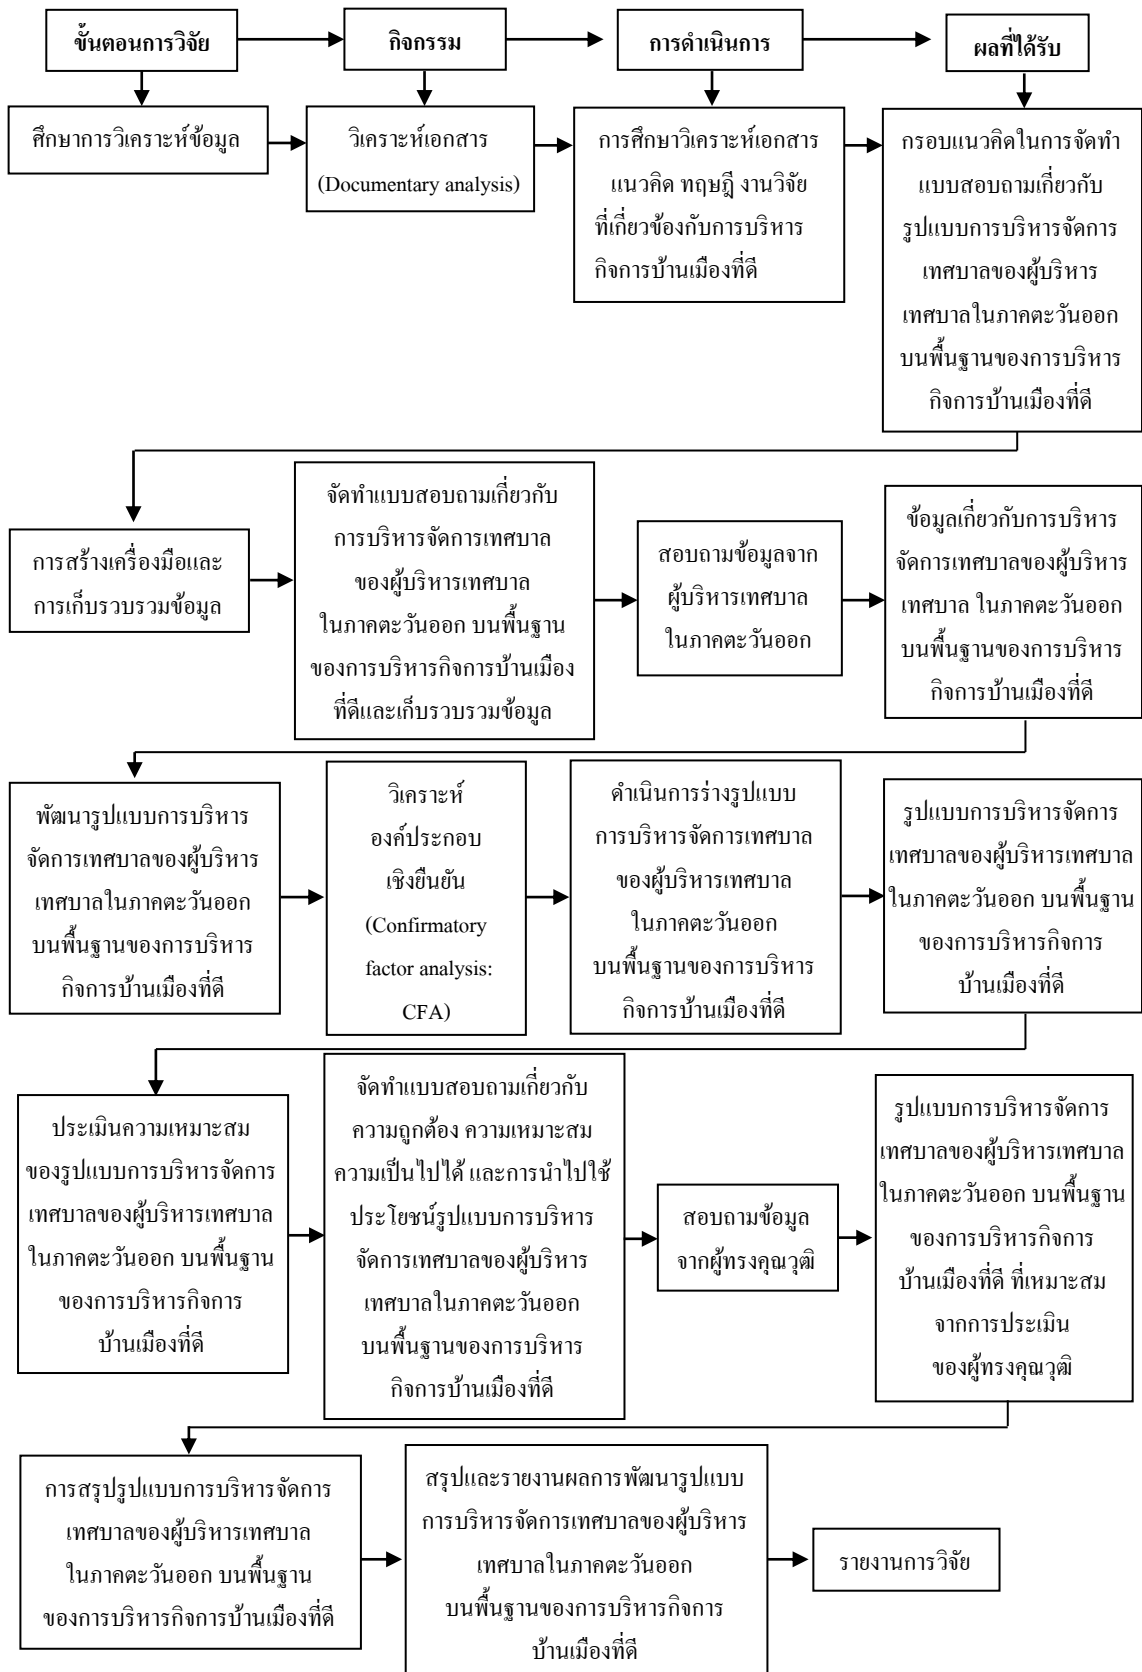 ขั้นตอนการวิจัย
กิจกรรม
การดำเนินการ
ผลที่ได้รับ
ศึกษาการวิเคราะห์ข้อมูล
วิเคราะห์เอกสาร
(Documentary analysis)
การศึกษาวิเคราะห์เอกสาร
แนวคิด ทฤษฎี งานวิจัย
ที่เกี่ยวข้องกับการบริหาร
กิจการบ้านเมืองที่ดี
กรอบแนวคิดในการจัดทำ
แบบสอบถามเกี่ยวกับ
รูปแบบการบริหารจัดการ
เทศบาลของผู้บริหาร
เทศบาลในภาคตะวันออก
บนพื้นฐานของการบริหาร
กิจการบ้านเมืองที่ดี
การสร้างเครื่องมือและ
การเก็บรวบรวมข้อมูล
จัดทำแบบสอบถามเกี่ยวกับ
การบริหารจัดการเทศบาล
ของผู้บริหารเทศบาล
ในภาคตะวันออก บนพื้นฐาน
ของการบริหารกิจการบ้านเมือง
ที่ดีและเก็บรวบรวมข้อมูล
สอบถามข้อมูลจาก
ผู้บริหารเทศบาล
ในภาคตะวันออก
ข้อมูลเกี่ยวกับการบริหาร
จัดการเทศบาลของผู้บริหาร
เทศบาล ในภาคตะวันออก
บนพื้นฐานของการบริหาร
กิจการบ้านเมืองที่ดี
พัฒนารูปแบบการบริหาร
จัดการเทศบาลของผู้บริหาร
เทศบาลในภาคตะวันออก
บนพื้นฐานของการบริหาร
กิจการบ้านเมืองที่ดี
วิเคราะห์
องค์ประกอบ
เชิงยืนยัน
(Confirmatory
factor analysis:
CFA)
ดำเนินการร่างรูปแบบ
การบริหารจัดการเทศบาล
ของผู้บริหารเทศบาล
ในภาคตะวันออก
บนพื้นฐานของการบริหาร
กิจการบ้านเมืองที่ดี
รูปแบบการบริหารจัดการ
เทศบาลของผู้บริหารเทศบาล
ในภาคตะวันออก บนพื้นฐาน
ของการบริหารกิจการ
บ้านเมืองที่ดี
ประเมินความเหมาะสม
ของรูปแบบการบริหารจัดการ
เทศบาลของผู้บริหารเทศบาล
ในภาคตะวันออก บนพื้นฐาน
ของการบริหารกิจการ
บ้านเมืองที่ดี
จัดทำแบบสอบถามเกี่ยวกับ
ความถูกต้อง ความเหมาะสม
ความเป็นไปได้ และการนำไปใช้
ประโยชน์รูปแบบการบริหาร
จัดการเทศบาลของผู้บริหาร
เทศบาลในภาคตะวันออก
บนพื้นฐานของการบริหาร
กิจการบ้านเมืองที่ดี
สอบถามข้อมูล
จากผู้ทรงคุณวุฒิ
รูปแบบการบริหารจัดการ
เทศบาลของผู้บริหารเทศบาล
ในภาคตะวันออก บนพื้นฐาน
ของการบริหารกิจการ
บ้านเมืองที่ดี ที่เหมาะสม
จากการประเมิน
ของผู้ทรงคุณวุฒิ
การสรุปรูปแบบการบริหารจัดการ
เทศบาลของผู้บริหารเทศบาล
ในภาคตะวันออก บนพื้นฐาน
ของการบริหารกิจการบ้านเมืองที่ดี
สรุปและรายงานผลการพัฒนารูปแบบ
การบริหารจัดการเทศบาลของผู้บริหาร
เทศบาลในภาคตะวันออก
บนพื้นฐานของการบริหารกิจการ
บ้านเมืองที่ดี
รายงานการวิจัย